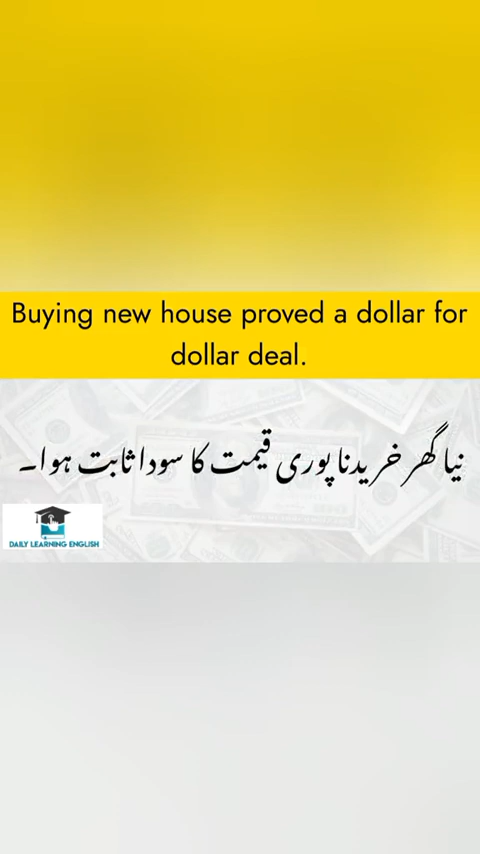 Buying new house proved a dollar for
dollar deal.
نیا گھر خریدنا پوری قیمت کا سودا ثابت ہوا۔
DAILY LEARNING ENGLISH